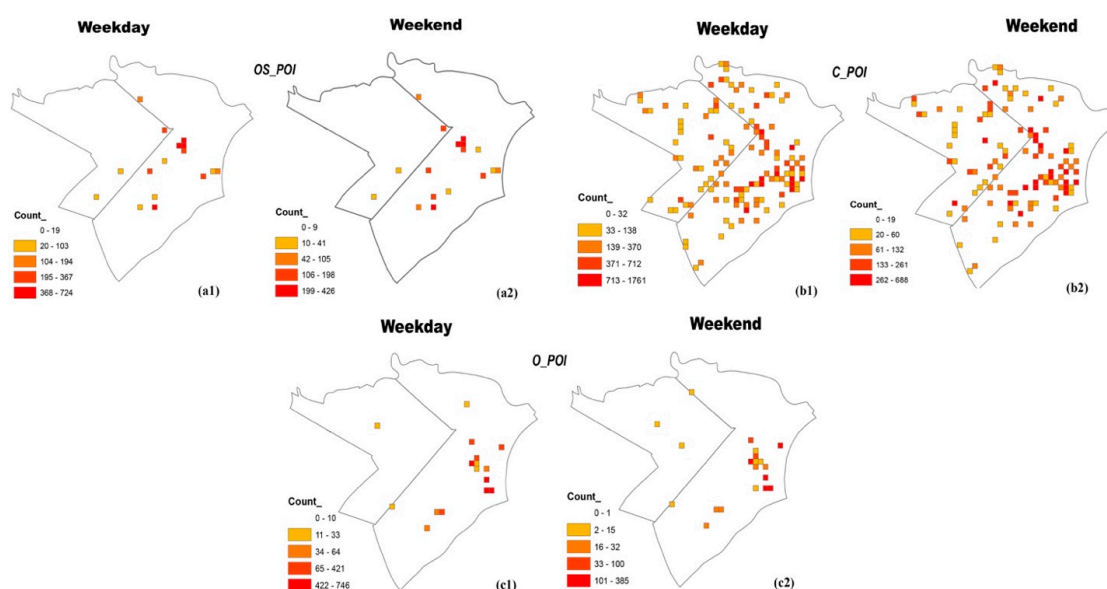 Weekday
Weekend
OS_POI
Count_
0 - 19
20 - 103
104 - 194
195 - 367
368 - 724
(a1)
Count_
0 - 9
10 - 41
42 - 105
106 - 198
199 - 426
(a2)
Weekday
Weekend
C_POI
Count_
0 - 32
33 - 138
139 - 370
371 - 712
713 - 1761
(b1)
Count_
0 - 19
20 - 60
61 - 132
133 - 261
262 - 688
(b2)
Weekday
Weekend
O_POI
Count_
0 - 10
11 - 33
34 - 64
65 - 421
422 - 746
(c1)
Count_
0 - 1
2 - 15
16 - 32
33 - 100
101 - 385
(c2)